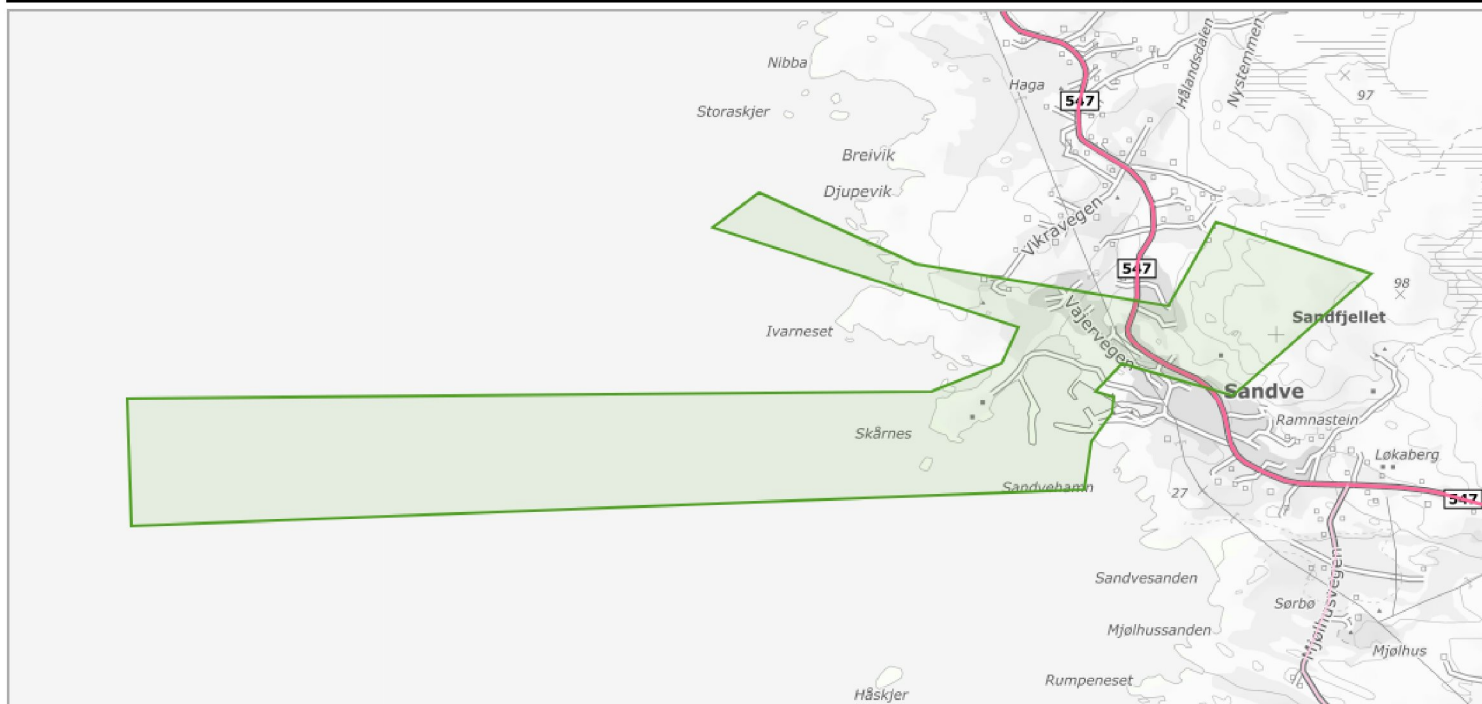 Nibba
Storaskjer
Haga
547
Hålandsdalen
Nystemmen
97
Breivik
Djupevik
Vikravegen
547
98
Sandfjellet
Ivarneset
Vajervegen
Sandve
Ramnastein
Skårnes
Løkaberg
Sandvehamn
27
547
Sandvesanden
Sørbø
Mjølhusvegen
Mjølhussanden
Mjølhus
Rumpeneset
Håskjer